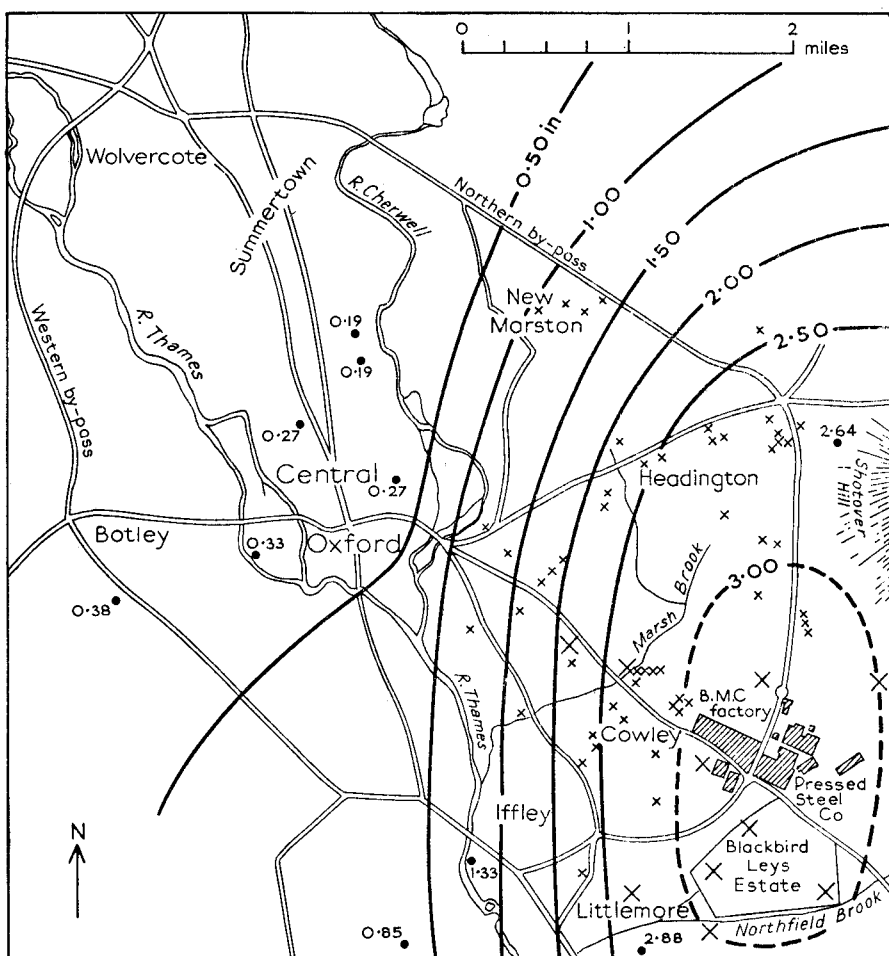 0 1 2
miles
Wolvercote
Summertown
R. Cherwell
Northern by-pass
0·50 in
1·00
1·50
2·00
2·50
New
Marston
Western by-pass
R. Thames
0·19
0·19
0·27
Central
0·27
Headington
2·64
Shotover
Hill
Botley
0·33
Oxford
0·38
Marsh Brook
3·00
R. Thames
B.M.C
factory
Cowley
Pressed
Steel
Co
Iffley
N
1·33
Blackbird
Leys
Estate
Littlemore
Northfield Brook
0·85
2·88